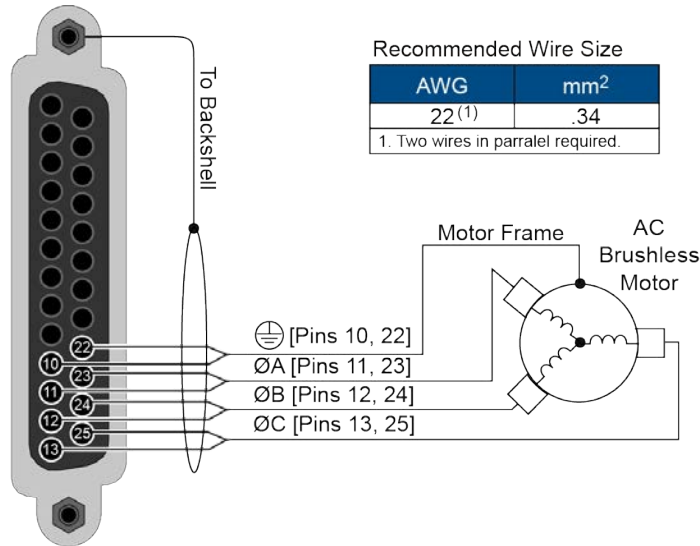 Recommended Wire Size
AWG mm2
22(1) .34
1. Two wires in parralel required.
To Backshell
Motor Frame
AC
Brushless
Motor
[Pins 10, 22]
ØA [Pins 11, 23]
ØB [Pins 12, 24]
ØC [Pins 13, 25]
22
10
23
11
24
12
25
13